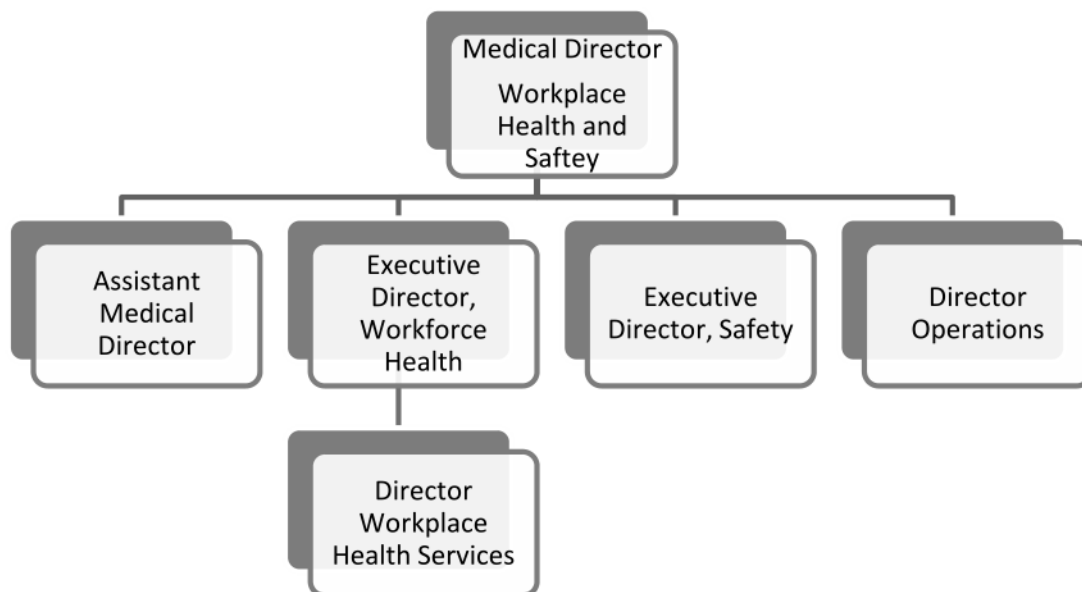 Medical Director
Workplace
Health and
Saftey
Assistant
Medical
Director
Executive
Director,
Workforce
Health
Executive
Director, Safety
Director
Operations
Director
Workplace
Health Services